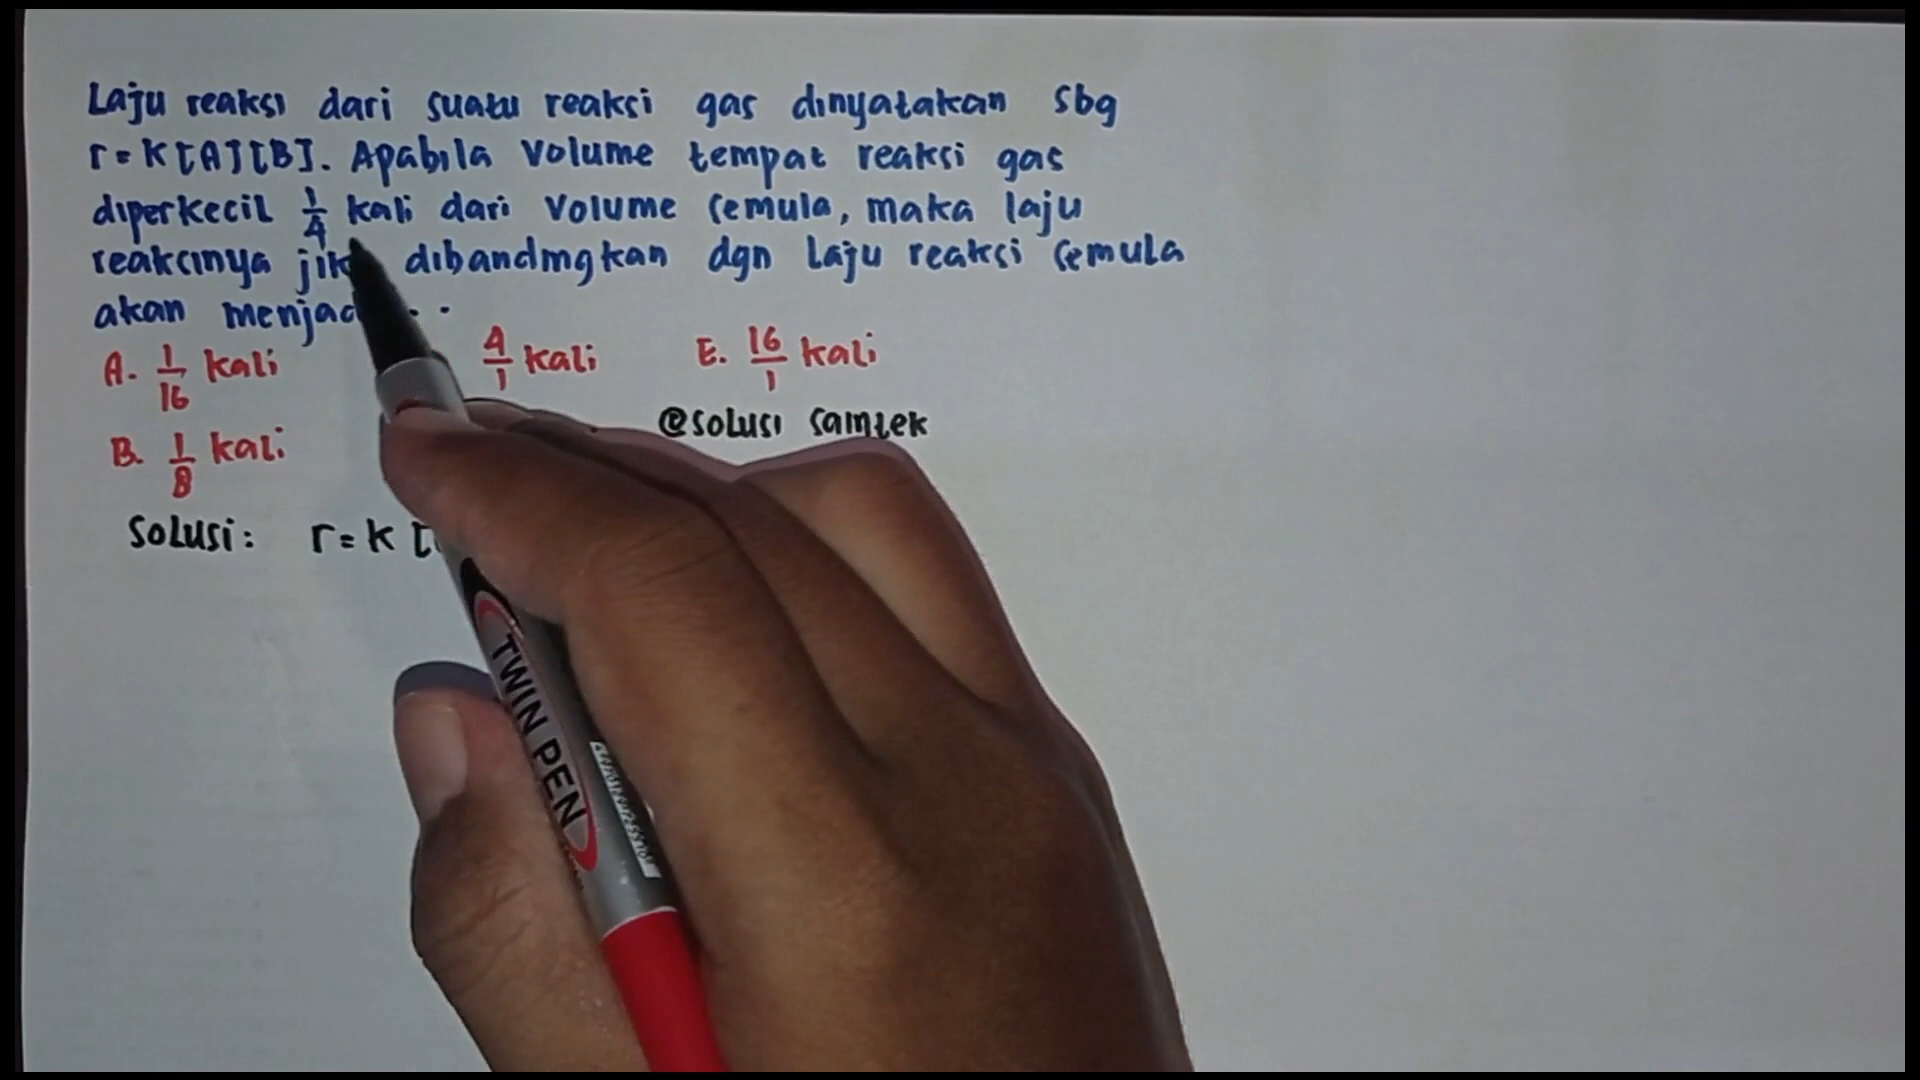 Laju reaksi dari suatu reaksi gas dinyatakan sbg
r = k [A] [B]. Apabila volume tempat reaksi gas
diperkecil 1/4 kali dari volume semula, maka laju
reaksinya dibandingkan dgn laju reaksi semula
akan . .
A. 1/16 kali 4/1 kali E. 16/1 kali
@solusi samtek
B. 1/8 kali
Solusi: r = k [
TWIN PEN